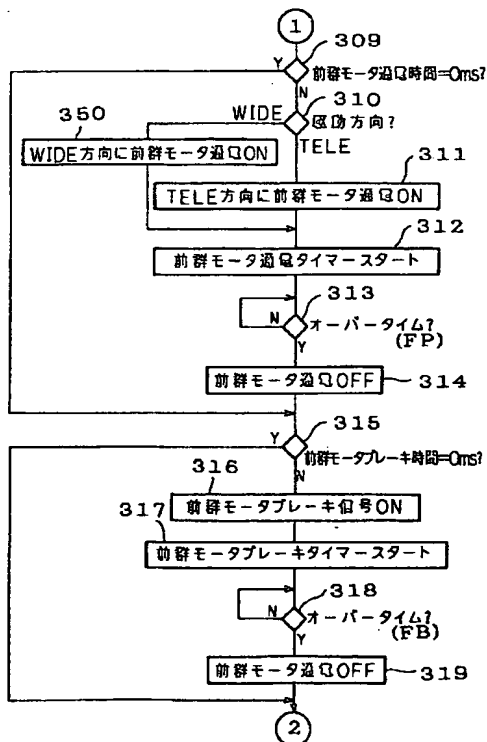 1
309
Y
前群モータ通電時間=0ms?
N
310
350
WIDE
駆動方向?
TELE
WIDE方向に前群モータ通電ON
311
TELE方向に前群モータ通電ON
312
前群モータ通電タイマースタート
313
N
オーバータイム?
(FP)
Y
前群モータ通電OFF
314
315
Y
前群モータブレーキ時間=0ms?
N
316
前群モータブレーキ信号ON
317
前群モータブレーキタイマースタート
318
N
オーバータイム?
(FB)
Y
前群モータ通電OFF
319
2